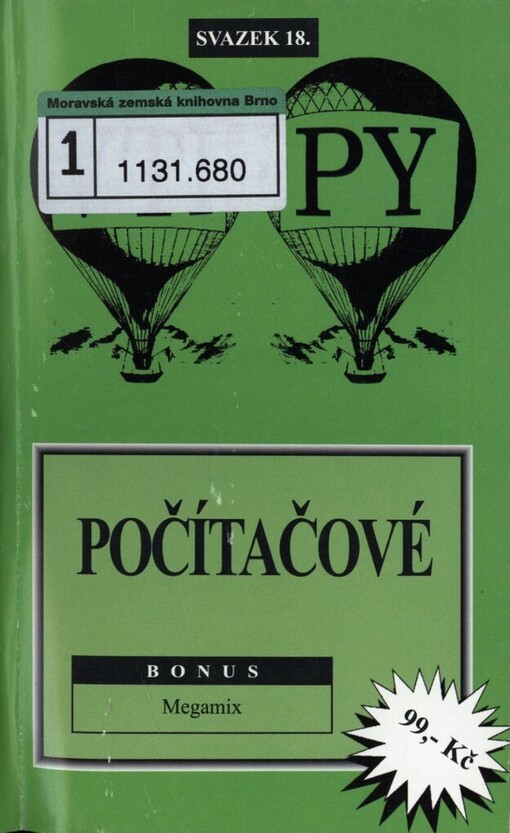 SVAZEK 18.
Moravská zemská knihovna Brno
1
1131.680
PY
POČÍTAČOVÉ
BONUS
Megamix
99,- Kč